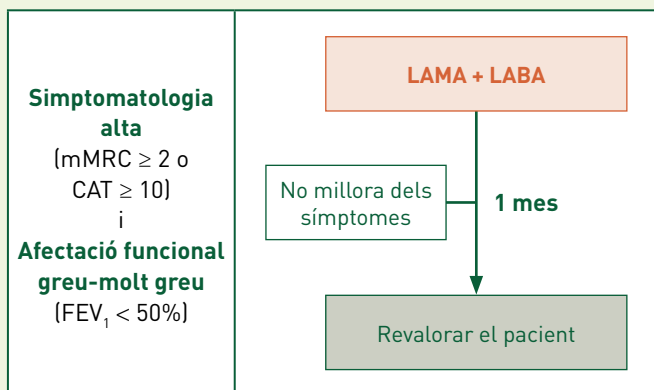 Simptomatologia
alta
(mMRC ≥ 2 o
CAT ≥ 10)
i
Afectació funcional
greu-molt greu
(FEV₁ < 50%)
LAMA + LABA
No millora dels
símptomes
1 mes
Revalorar el pacient